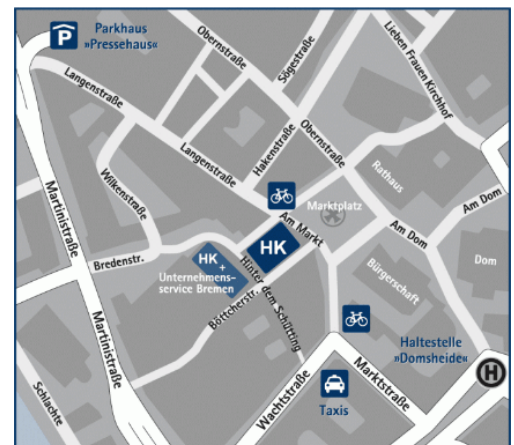 P
Parkhaus
»Pressehaus«
Obernstraße
Sögestraße
Lieben Frauen Kirchhof
Langenstraße
Hakenstraße
Obernstraße
Langenstraße
Wilkenstraße
Rathaus
Marktplatz
Am Dom
Am Markt
Am Dom
Martinistraße
HK
Bredenstr.
HK
+
Unternehmens-
service Bremen
Hinter dem Schütting
Böttcherstr.
Bürgerschaft
Dom
Martinistraße
Haltestelle
»Domsheide«
H
Schlachte
Wachtstraße
Marktstraße
Taxis